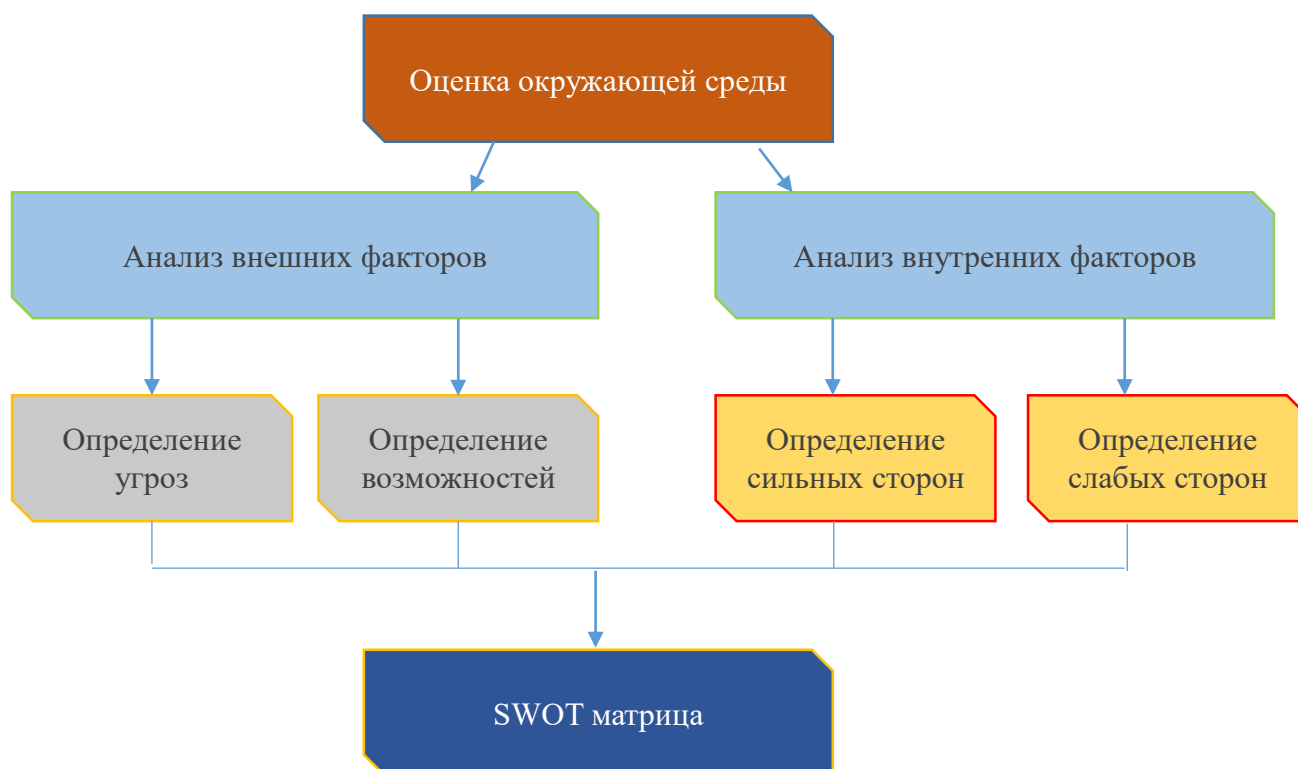 Оценка окружающей среды
Анализ внешних факторов
Анализ внутренних факторов
Определение
угроз
Определение
возможностей
Определение
сильных сторон
Определение
слабых сторон
SWOT матрица